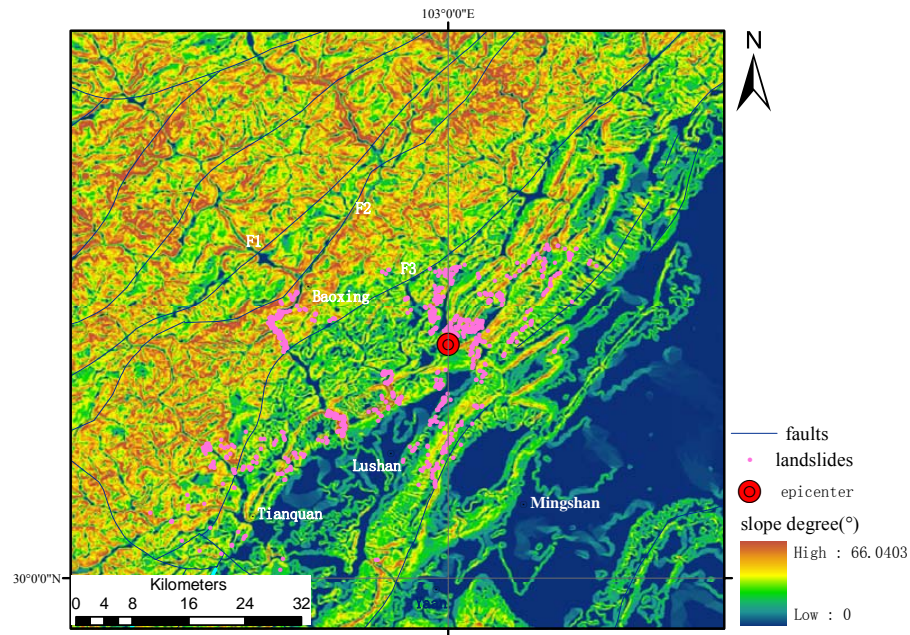 103°0'0"E
N
F2
F1
F3
Baoxing
faults
landslides
Lushan
epicenter
Mingshan
Tianquan
slope degree(°)
High : 66.0403
30°0'0"N
Kilometers
0 4 8 16 24 32
Low : 0